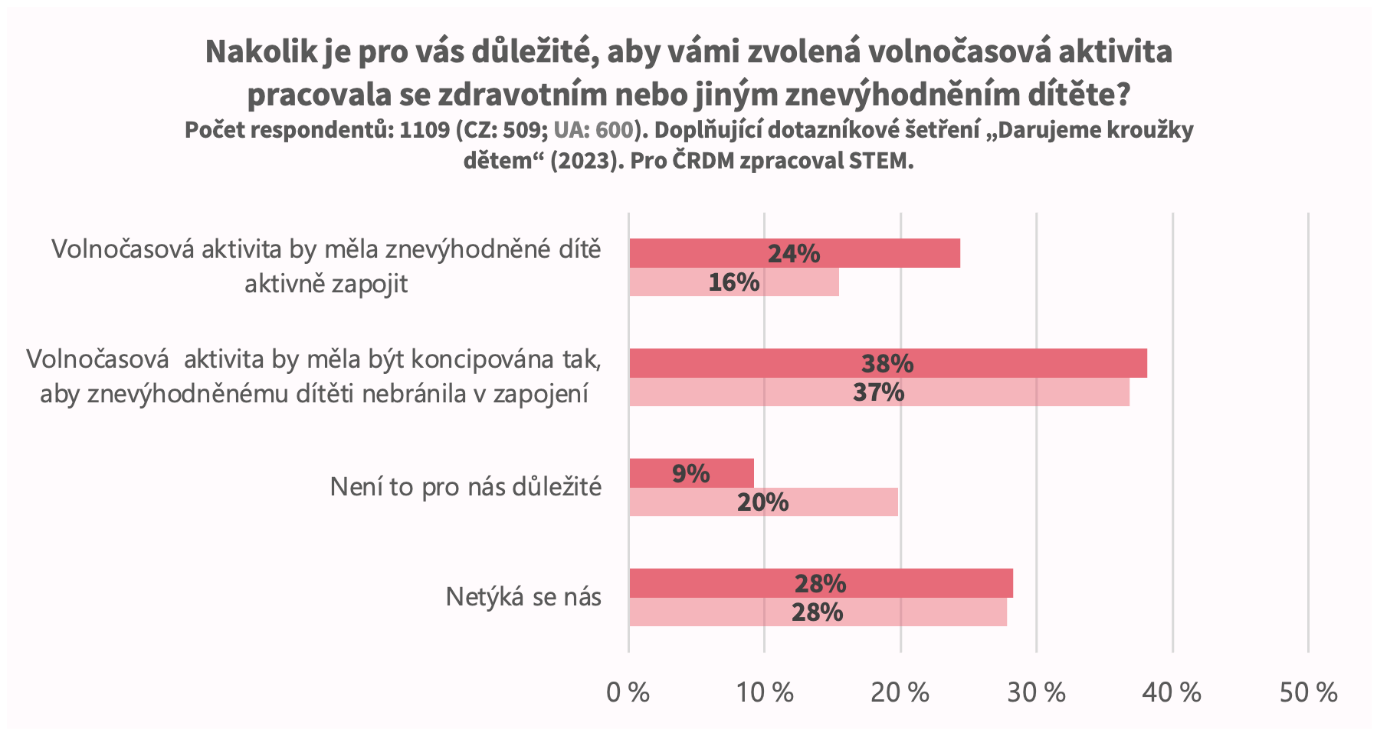 Nakolik je pro vás důležité, aby vámi zvolená volnočasová aktivita
pracovala se zdravotním nebo jiným znevýhodněním dítěte?
Počet respondentů: 1109 (CZ: 509; UA: 600). Doplňující dotazníkové šetření „Darujeme kroužky
dětem“ (2023). Pro ČRDM zpracoval STEM.
Volnočasová aktivita by měla znevýhodněné dítě
aktivně zapojit
24%
16%
Volnočasová  aktivita by měla být koncipována tak,
aby znevýhodněnému dítěti nebránila v zapojení
38%
37%
Není to pro nás důležité
9%
20%
Netýká se nás
28%
28%
0 % 10 % 20 % 30 % 40 % 50 %